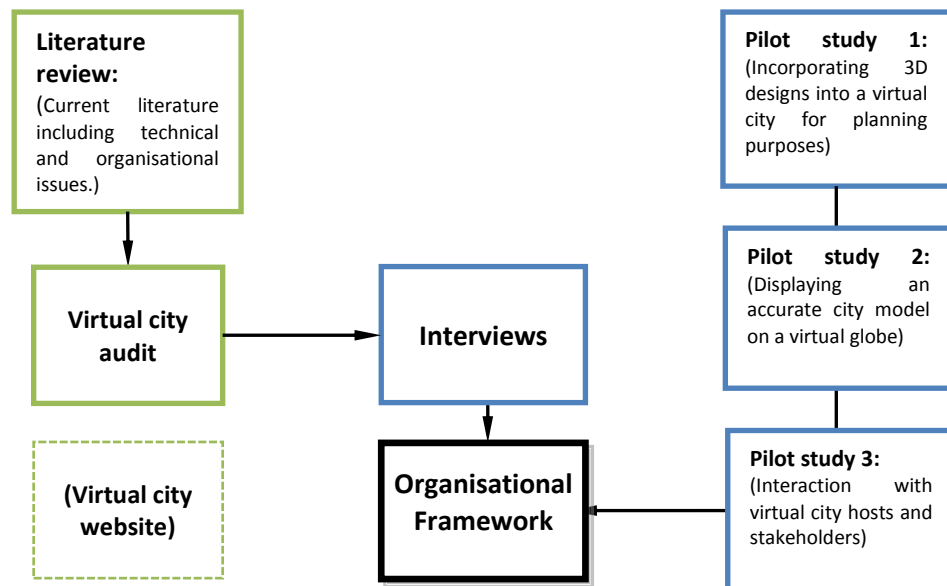 Literature
review:
(Current literature
including technical
and organisational
issues.)
Virtual city
audit
(Virtual city
website)
Interviews
Organisational
Framework
Pilot study 1:
(Incorporating 3D
designs into a virtual
city for planning
purposes)
Pilot study 2:
(Displaying an
accurate city model
on a virtual globe)
Pilot study 3:
(Interaction with
virtual city hosts and
stakeholders)